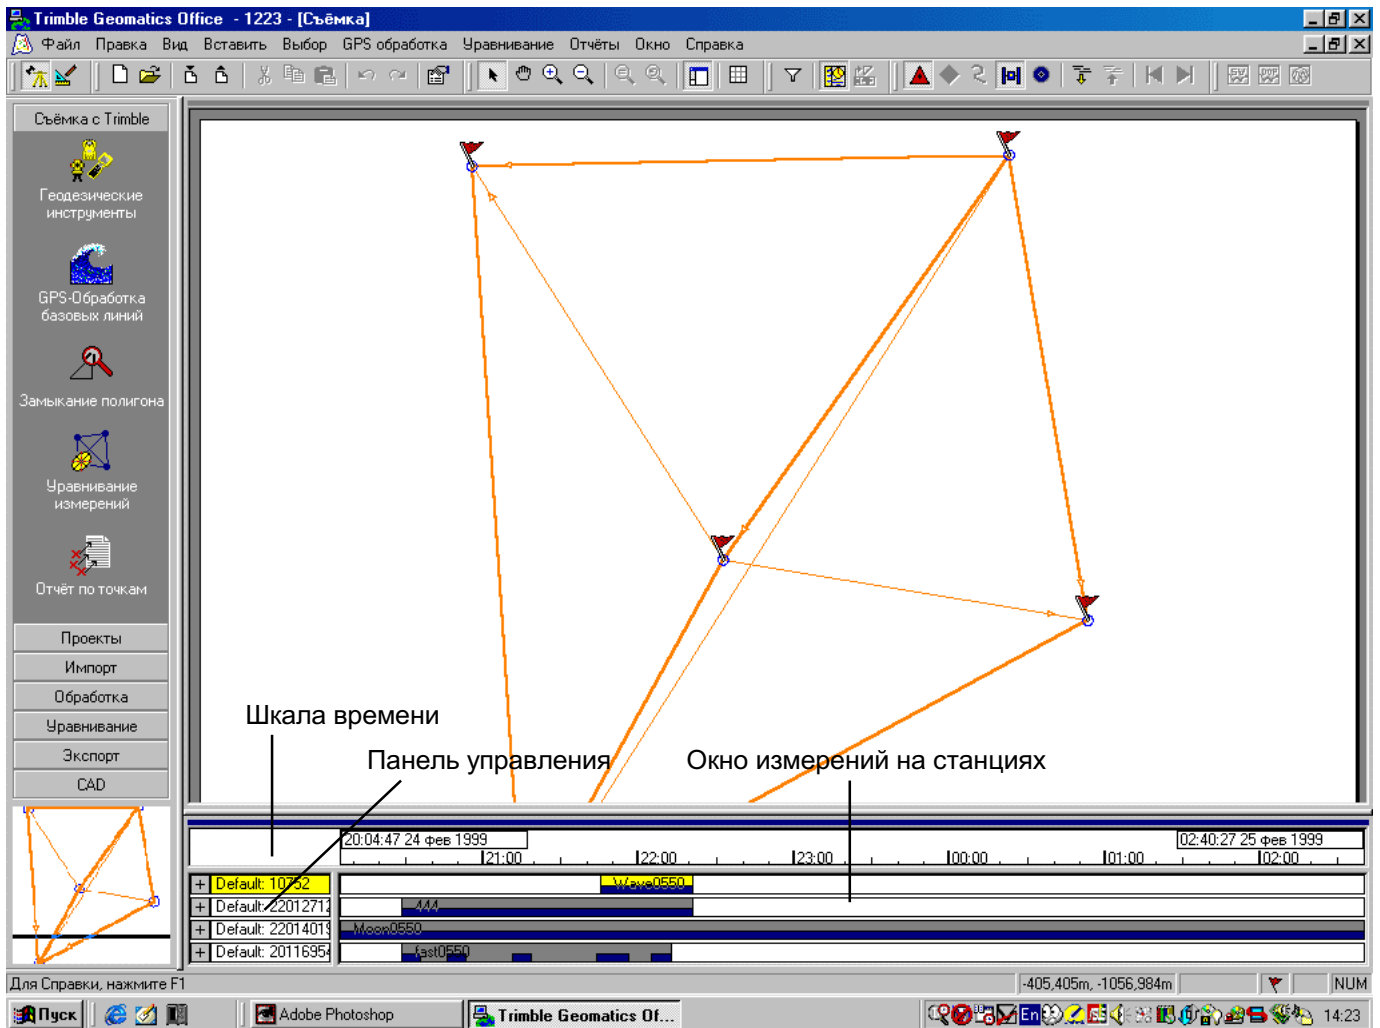 Trimble Geomatics Office - 1223 - [Съёмка]
Файл Правка Вид Вставить Выбор GPS обработка Уравнивание Отчёты Окно Справка
Съёмка с Trimble
Геодезические
инструменты
GPS-Обработка
базовых линий
Замыкание полигона
Уравнивание
измерений
Отчёт по точкам
Проекты
Импорт
Обработка
Уравнивание
Экспорт
CAD
Шкала времени
Панель управления
Окно измерений на станциях
20:04:47 24 фев 1999
02:40:27 25 фев 1999
21:00 22:00 23:00 00:00 01:00 02:00
+ Default: 10752 Wave0550
+ Default: 22012712 444
+ Default: 22014019 Moon0550
+ Default: 20116954 fast0550
Для Справки, нажмите F1
-405,405m, -1056,984m
NUM
Пуск
Adobe Photoshop
Trimble Geomatics Of...
En
14:23